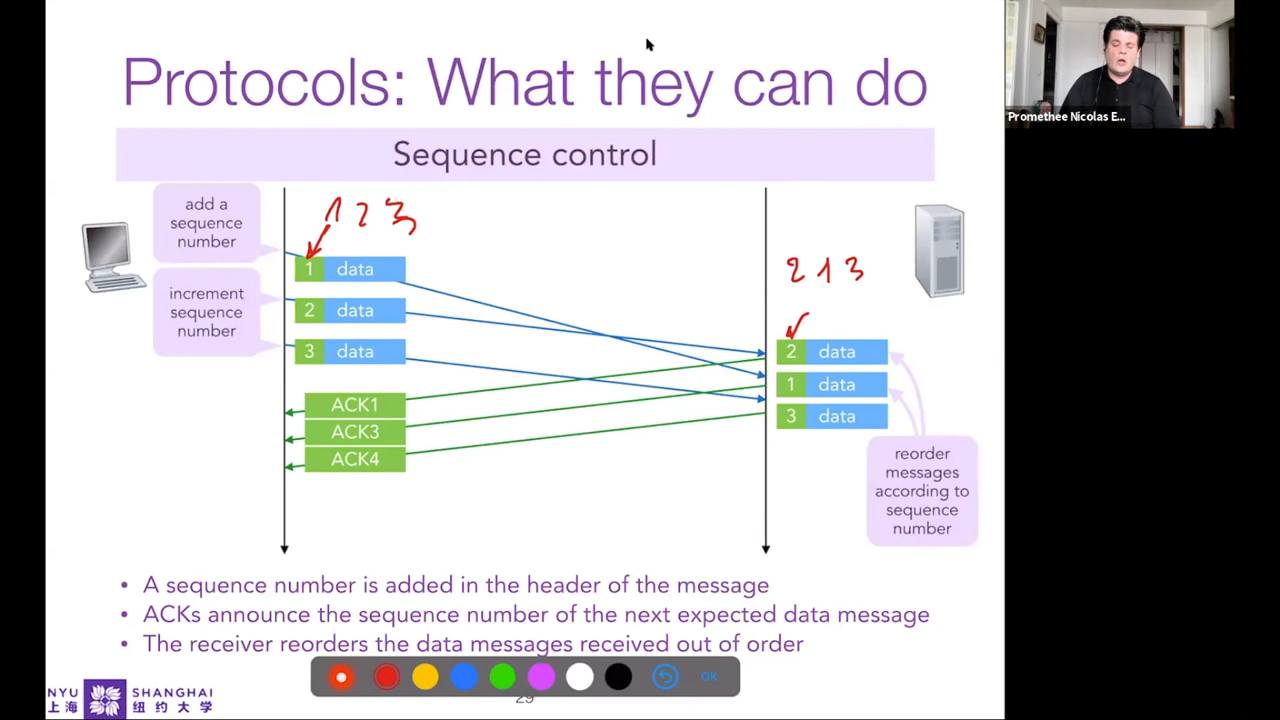 Protocols: What they can do
Promethee Nicolas E...
Sequence control
add a
sequence
number
1 2 3
1 data
increment
sequence
number
2 data
3 data
2 1 3
2 data
1 data
3 data
ACK1
ACK3
ACK4
reorder
messages
according to
sequence
number
• A sequence number is added in the header of the message
• ACKs announce the sequence number of the next expected data message
• The receiver reorders the data messages received out of order
OK
29
NYU SHANGHAI
上海 纽约大学